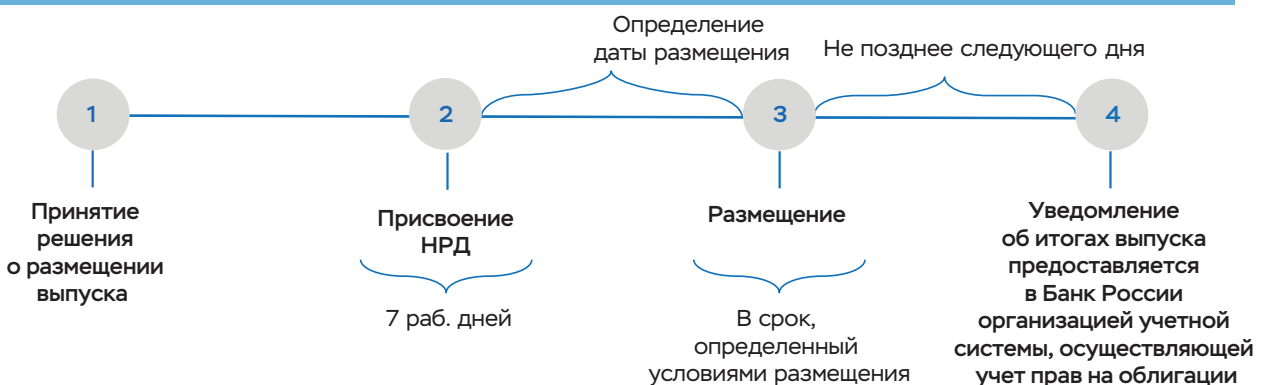 Определение
даты размещения
Не позднее следующего дня
1
2
3
4
Принятие
решения
о размещении
выпуска
Присвоение
НРД
7 раб. дней
Размещение
В срок,
определенный
условиями размещения
Уведомление
об итогах выпуска
предоставляется
в Банк России
организацией учетной
системы, осуществляющей
учет прав на облигации